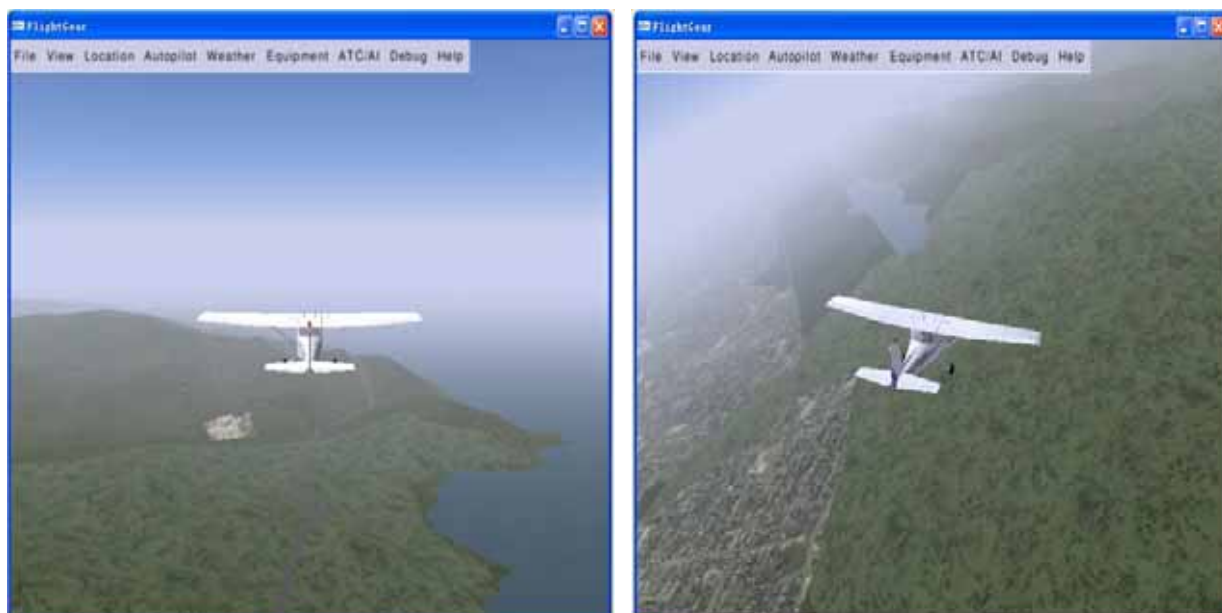 FlightGear
File View Location Autopilot Weather Equipment ATC/AI Debug Help
FlightGear
File View Location Autopilot Weather Equipment ATC/AI Debug Help